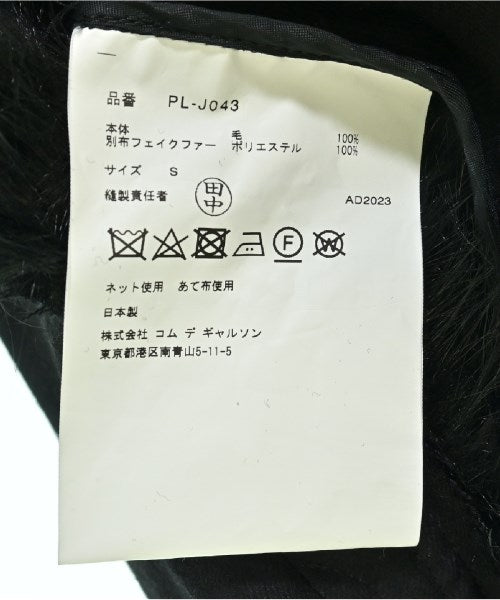 品番 PL-J043
本体 毛 100%
別布フェイクファー ポリエステル 100%
サイズ S
縫製責任者 田中 AD2023
F W
ネット使用 あて布使用
日本製
株式会社 コム デ ギャルソン
東京都港区南青山5-11-5